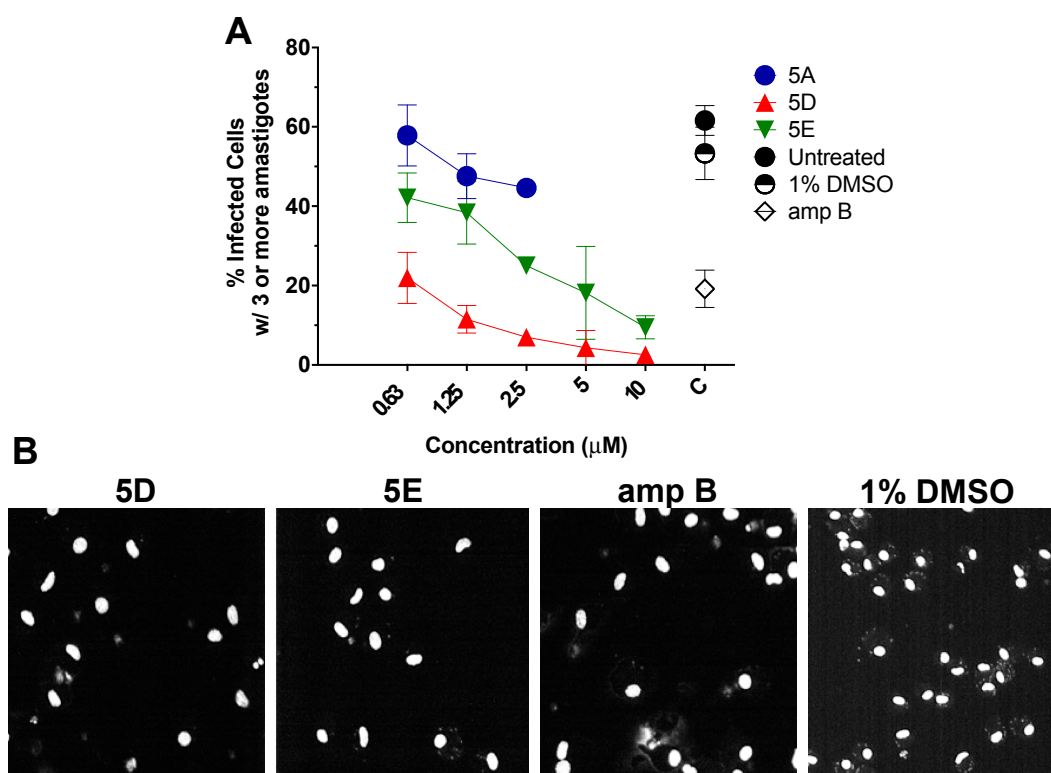 A
80
60
40
20
0
% Infected Cells
w/ 3 or more amastigotes
0.63
1.25
2.5
5
10
C
Concentration (μM)
5A
5D
5E
Untreated
1% DMSO
amp B
B
5D
5E
amp B
1% DMSO